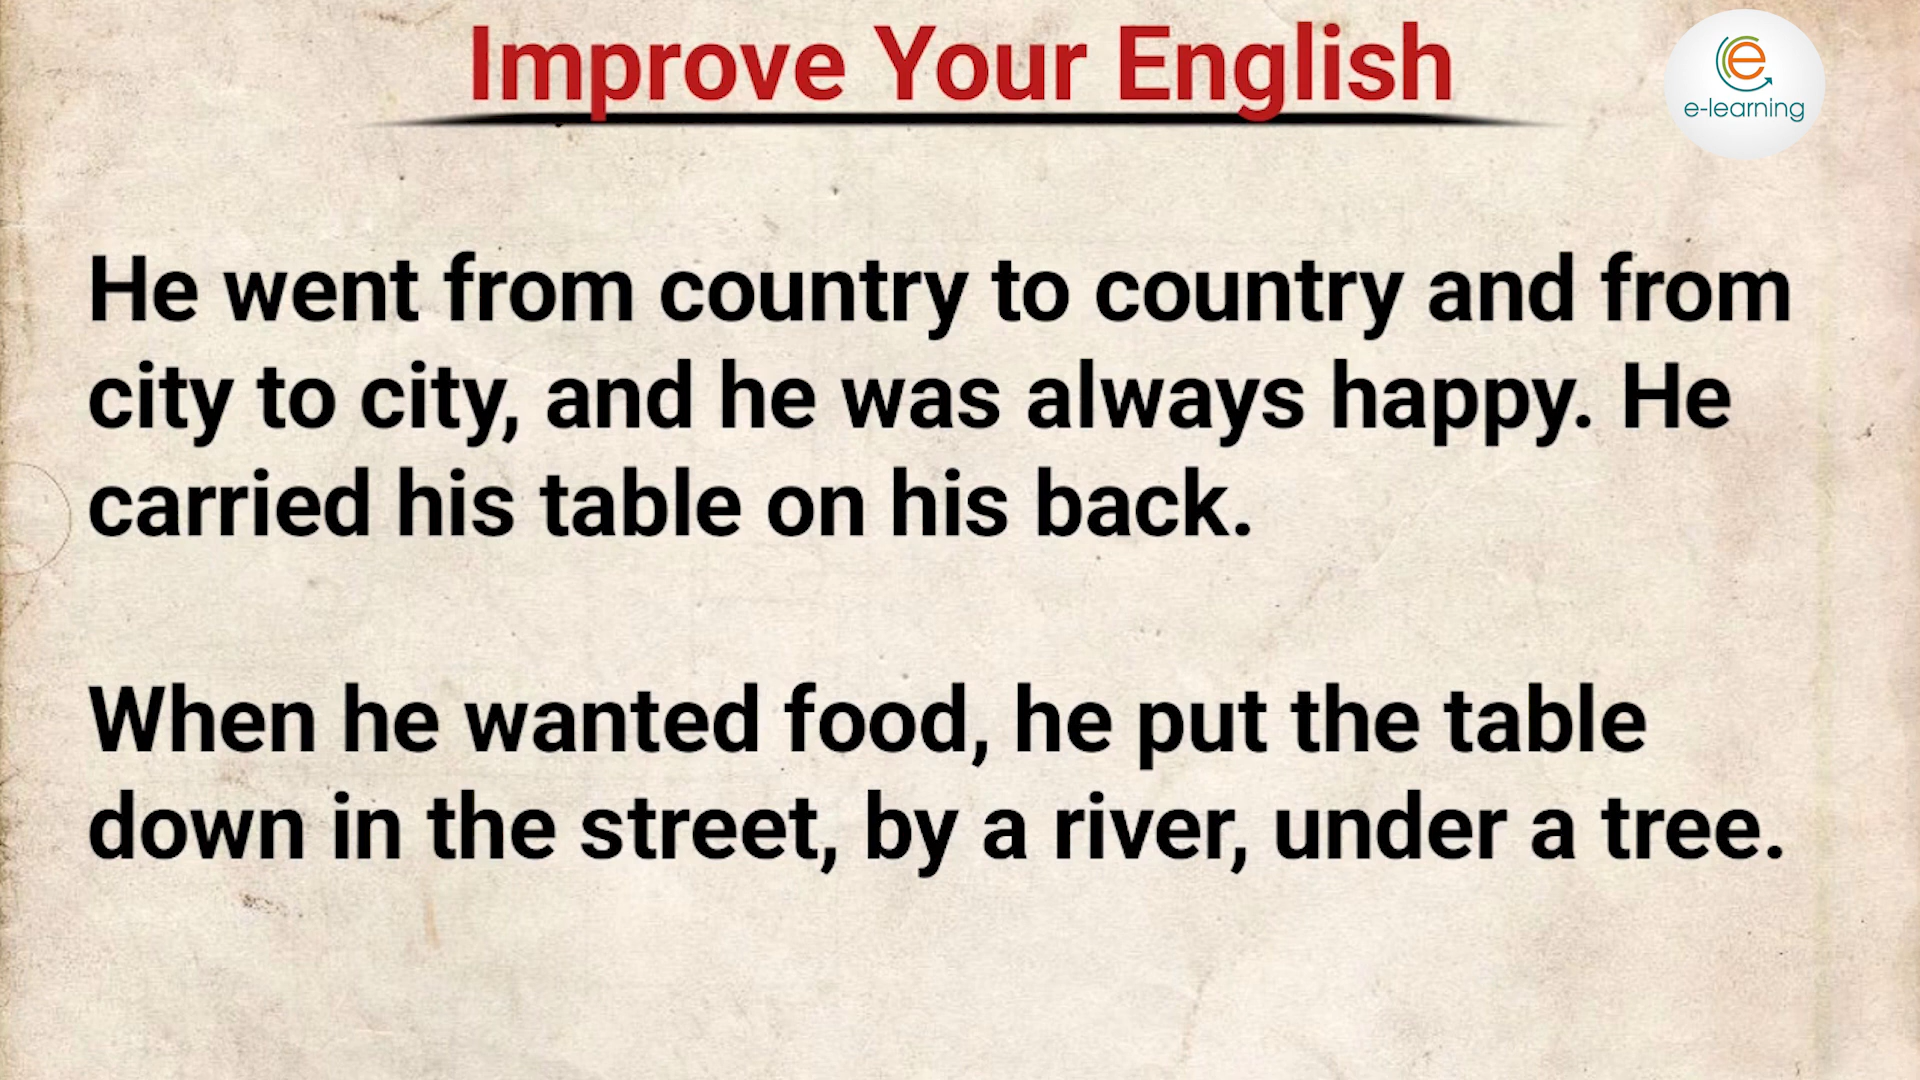 Improve Your English
e
e-learning
He went from country to country and from
city to city, and he was always happy. He
carried his table on his back.
When he wanted food, he put the table
down in the street, by a river, under a tree.